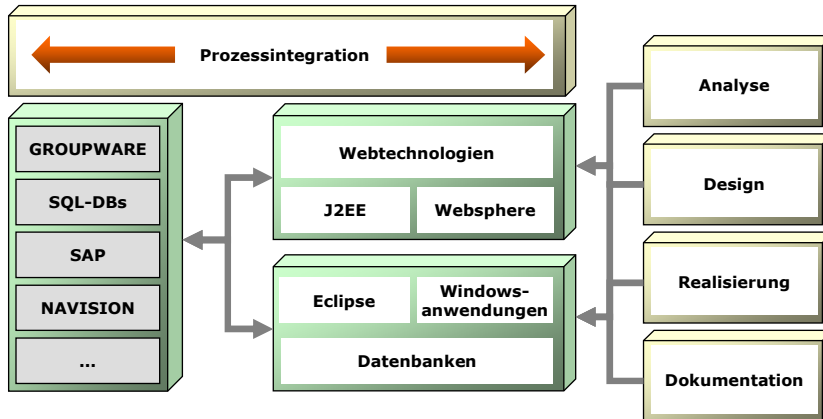 Prozessintegration
GROUPWARE
SQL-DBs
SAP
NAVISION
...
Webtechnologien
J2EE
Websphere
Eclipse
Windows-
anwendungen
Datenbanken
Analyse
Design
Realisierung
Dokumentation